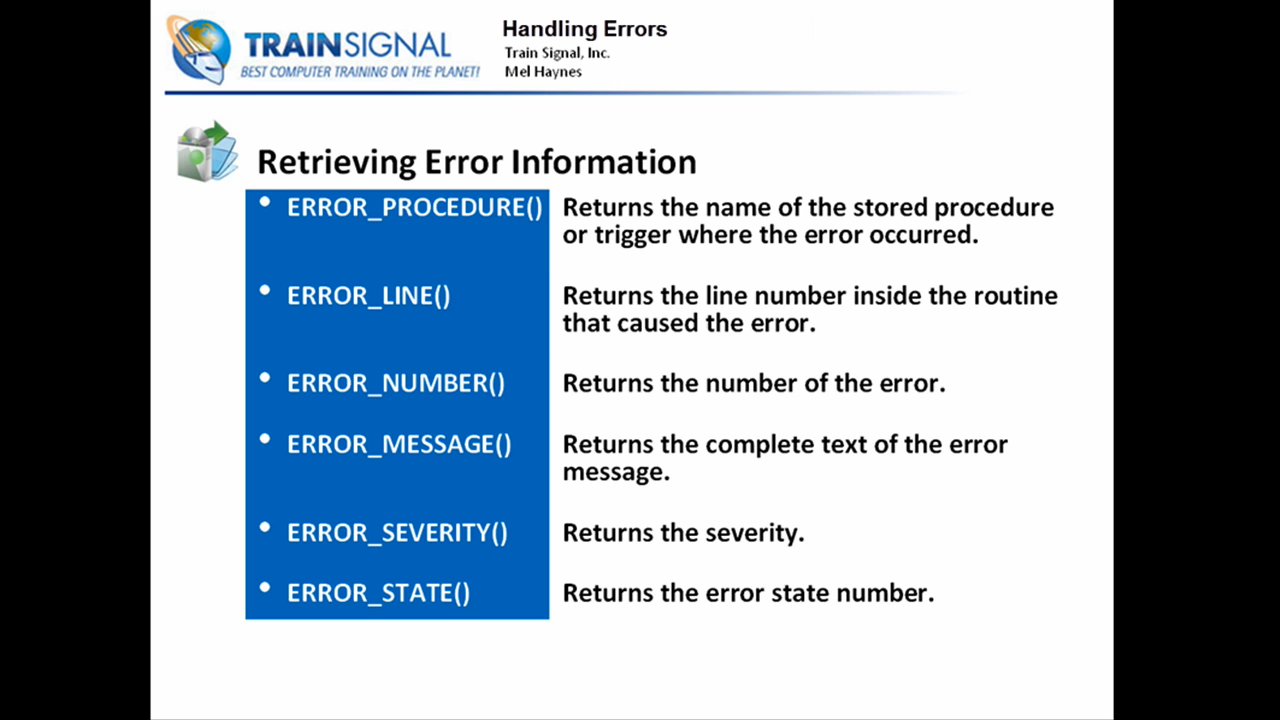 TRAINSIGNAL
BEST COMPUTER TRAINING ON THE PLANET!
Handling Errors
Train Signal, Inc.
Mel Haynes
Retrieving Error Information
• ERROR_PROCEDURE() Returns the name of the stored procedure
or trigger where the error occurred.
• ERROR_LINE() Returns the line number inside the routine
that caused the error.
• ERROR_NUMBER() Returns the number of the error.
• ERROR_MESSAGE() Returns the complete text of the error
message.
• ERROR_SEVERITY() Returns the severity.
• ERROR_STATE() Returns the error state number.